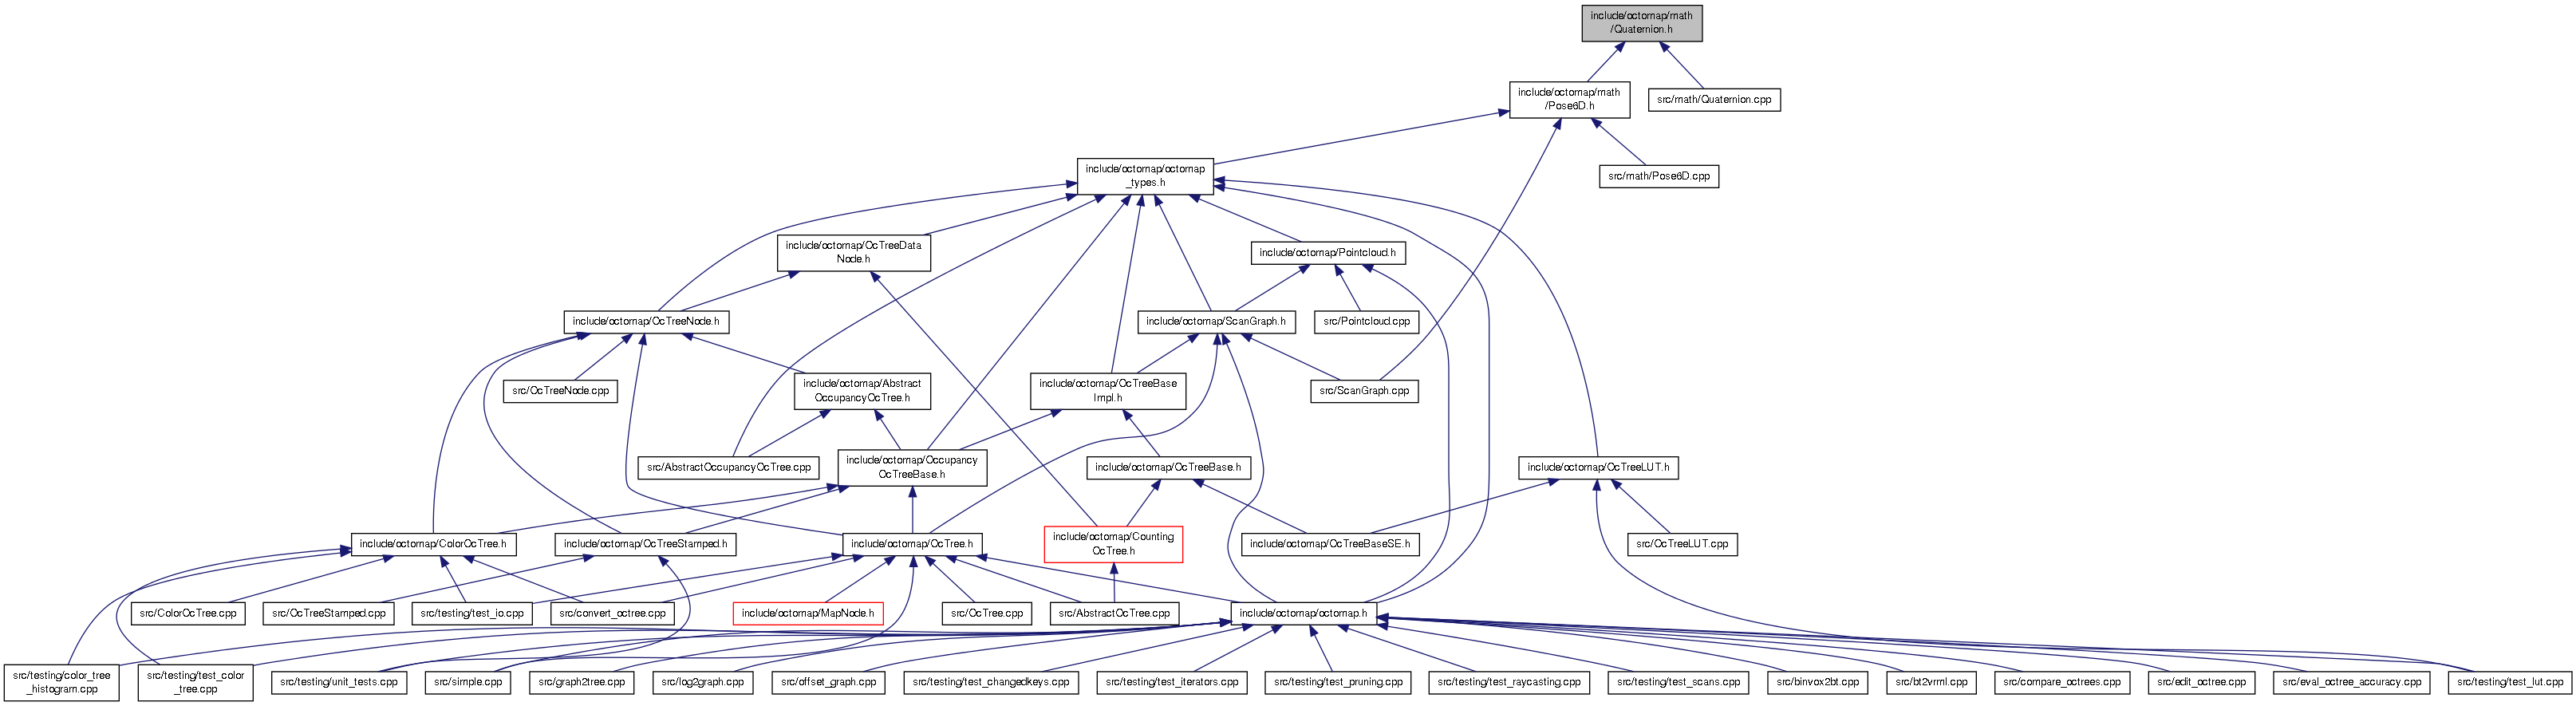 include/octomap/math
/Quaternion.h
include/octomap/math
/Pose6D.h
src/math/Quaternion.cpp
include/octomap/octomap
_types.h
src/math/Pose6D.cpp
include/octomap/OcTreeData
Node.h
include/octomap/Pointcloud.h
include/octomap/OcTreeNode.h
include/octomap/ScanGraph.h
src/Pointcloud.cpp
src/OcTreeNode.cpp
include/octomap/Abstract
OccupancyOcTree.h
include/octomap/OcTreeBase
Impl.h
src/ScanGraph.cpp
src/AbstractOccupancyOcTree.cpp
include/octomap/Occupancy
OcTreeBase.h
include/octomap/OcTreeBase.h
include/octomap/OcTreeLUT.h
include/octomap/ColorOcTree.h
include/octomap/OcTreeStamped.h
include/octomap/OcTree.h
include/octomap/Counting
OcTree.h
include/octomap/OcTreeBaseSE.h
src/OcTreeLUT.cpp
src/ColorOcTree.cpp
src/OcTreeStamped.cpp
src/testing/test_io.cpp
src/convert_octree.cpp
include/octomap/MapNode.h
src/OcTree.cpp
src/AbstractOcTree.cpp
include/octomap/octomap.h
src/testing/color_tree
_histogram.cpp
src/testing/test_color
_tree.cpp
src/testing/unit_tests.cpp
src/simple.cpp
src/graph2tree.cpp
src/log2graph.cpp
src/offset_graph.cpp
src/testing/test_changedkeys.cpp
src/testing/test_iterators.cpp
src/testing/test_pruning.cpp
src/testing/test_raycasting.cpp
src/testing/test_scans.cpp
src/binvox2bt.cpp
src/bt2vrml.cpp
src/compare_octrees.cpp
src/edit_octree.cpp
src/eval_octree_accuracy.cpp
src/testing/test_lut.cpp